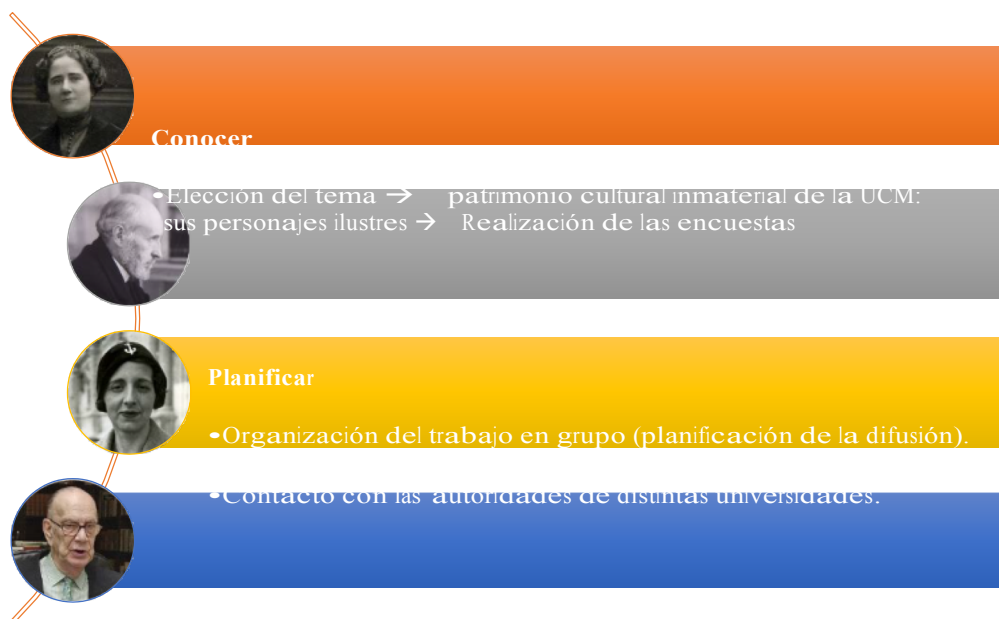 Conocer
•Elección del tema → patrimonio cultural inmaterial de la UCM:
sus personajes ilustres → Realización de las encuestas
Planificar
•Organización del trabajo en grupo (planificación de la difusión).
•Contacto con las autoridades de distintas universidades.